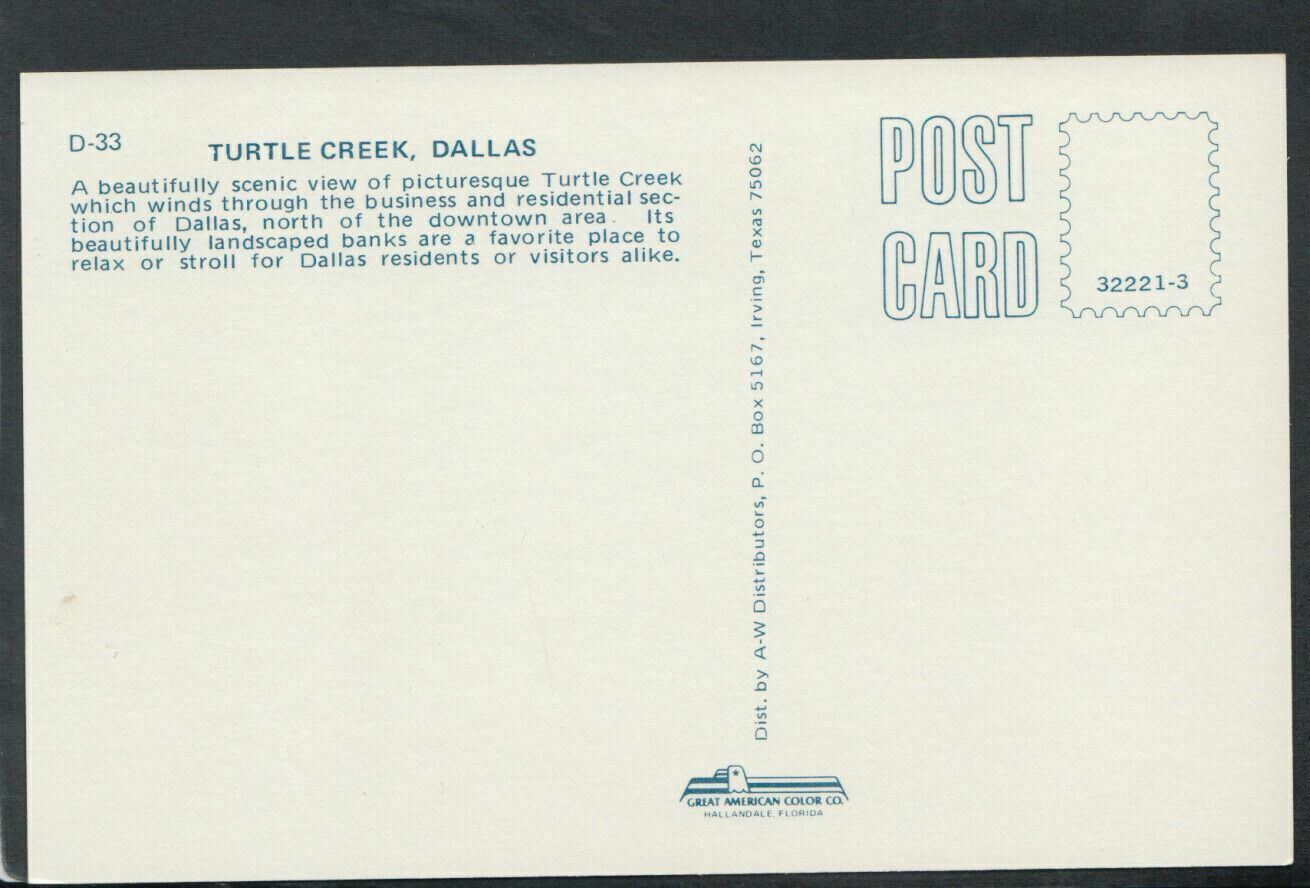 D-33
TURTLE CREEK, DALLAS
A beautifully scenic view of picturesque Turtle Creek
which winds through the business and residential sec-
tion of Dallas, north of the downtown area. Its
beautifully landscaped banks are a favorite place to
relax or stroll for Dallas residents or visitors alike.
Dist. by A-W Distributors, P. O. Box 5167, Irving, Texas 75062
POST
CARD
32221-3
GREAT AMERICAN COLOR CO.
HALLANDALE, FLORIDA